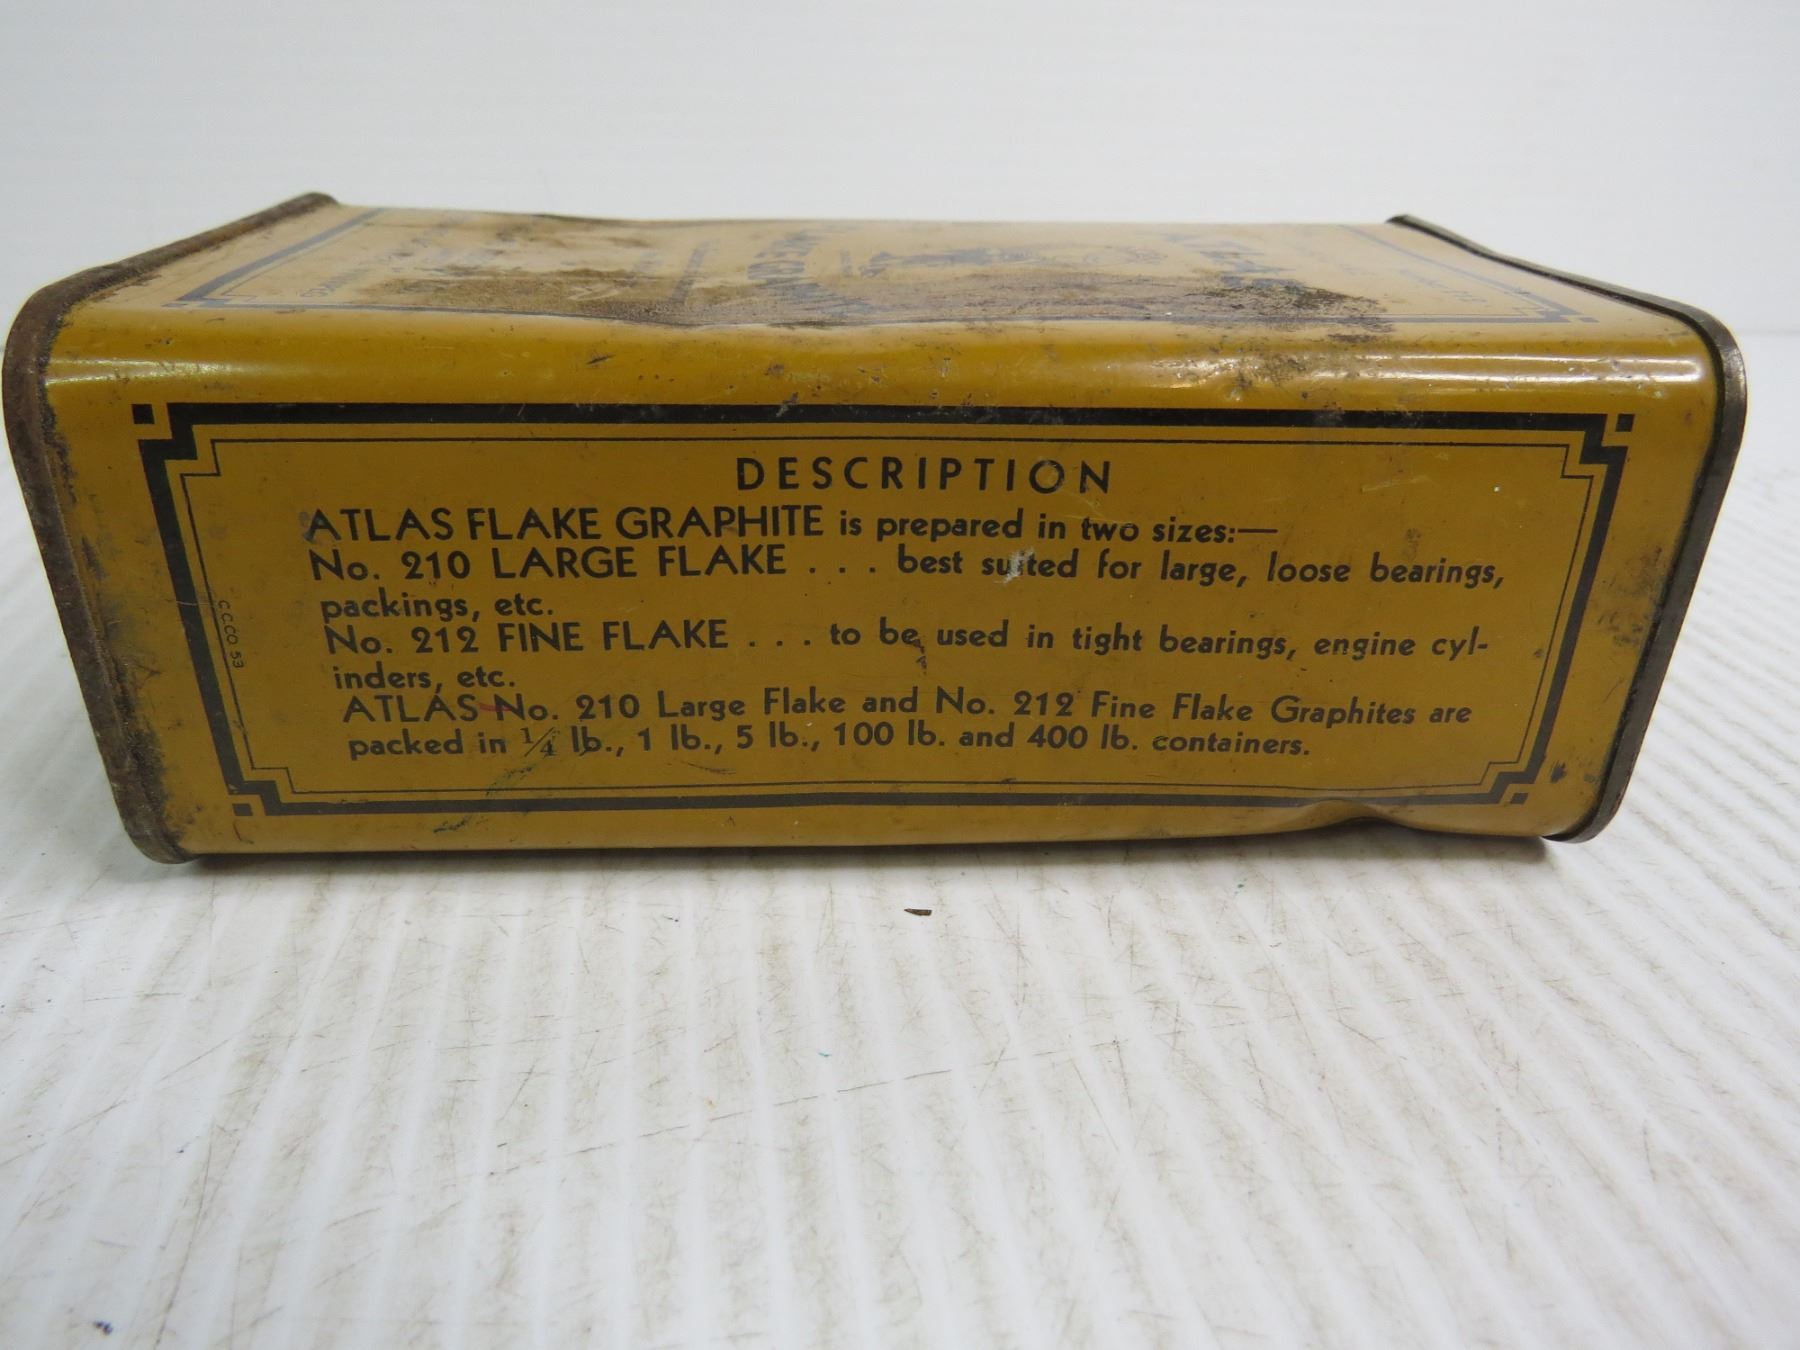 DESCRIPTION
ATLAS FLAKE GRAPHITE is prepared in two sizes:—
No. 210 LARGE FLAKE . . . best suited for large, loose bearings,
packings, etc.
No. 212 FINE FLAKE . . . to be used in tight bearings, engine cyl-
inders, etc.
ATLAS No. 210 Large Flake and No. 212 Fine Flake Graphites are
packed in 1/4 lb., 1 lb., 5 lb., 100 lb. and 400 lb. containers.
C.C.CO. 53